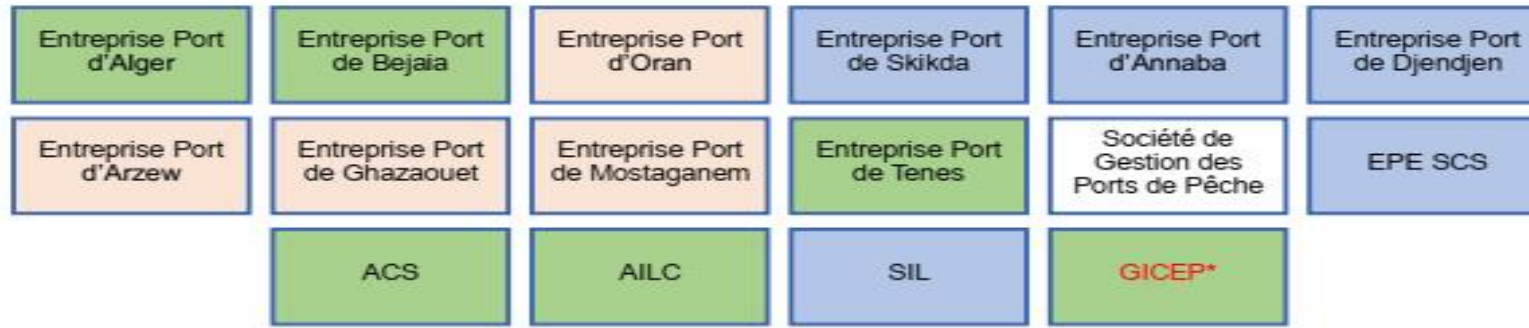 Entreprise Port
d'Alger
Entreprise Port
de Bejaia
Entreprise Port
d'Oran
Entreprise Port
de Skikda
Entreprise Port
d'Annaba
Entreprise Port
de Djendjen
Entreprise Port
d'Arzew
Entreprise Port
de Ghazaouet
Entreprise Port
de Mostaganem
Entreprise Port
de Tenes
Société de
Gestion des
Ports de Pêche
EPE SCS
ACS
AILC
SIL
GICEP*